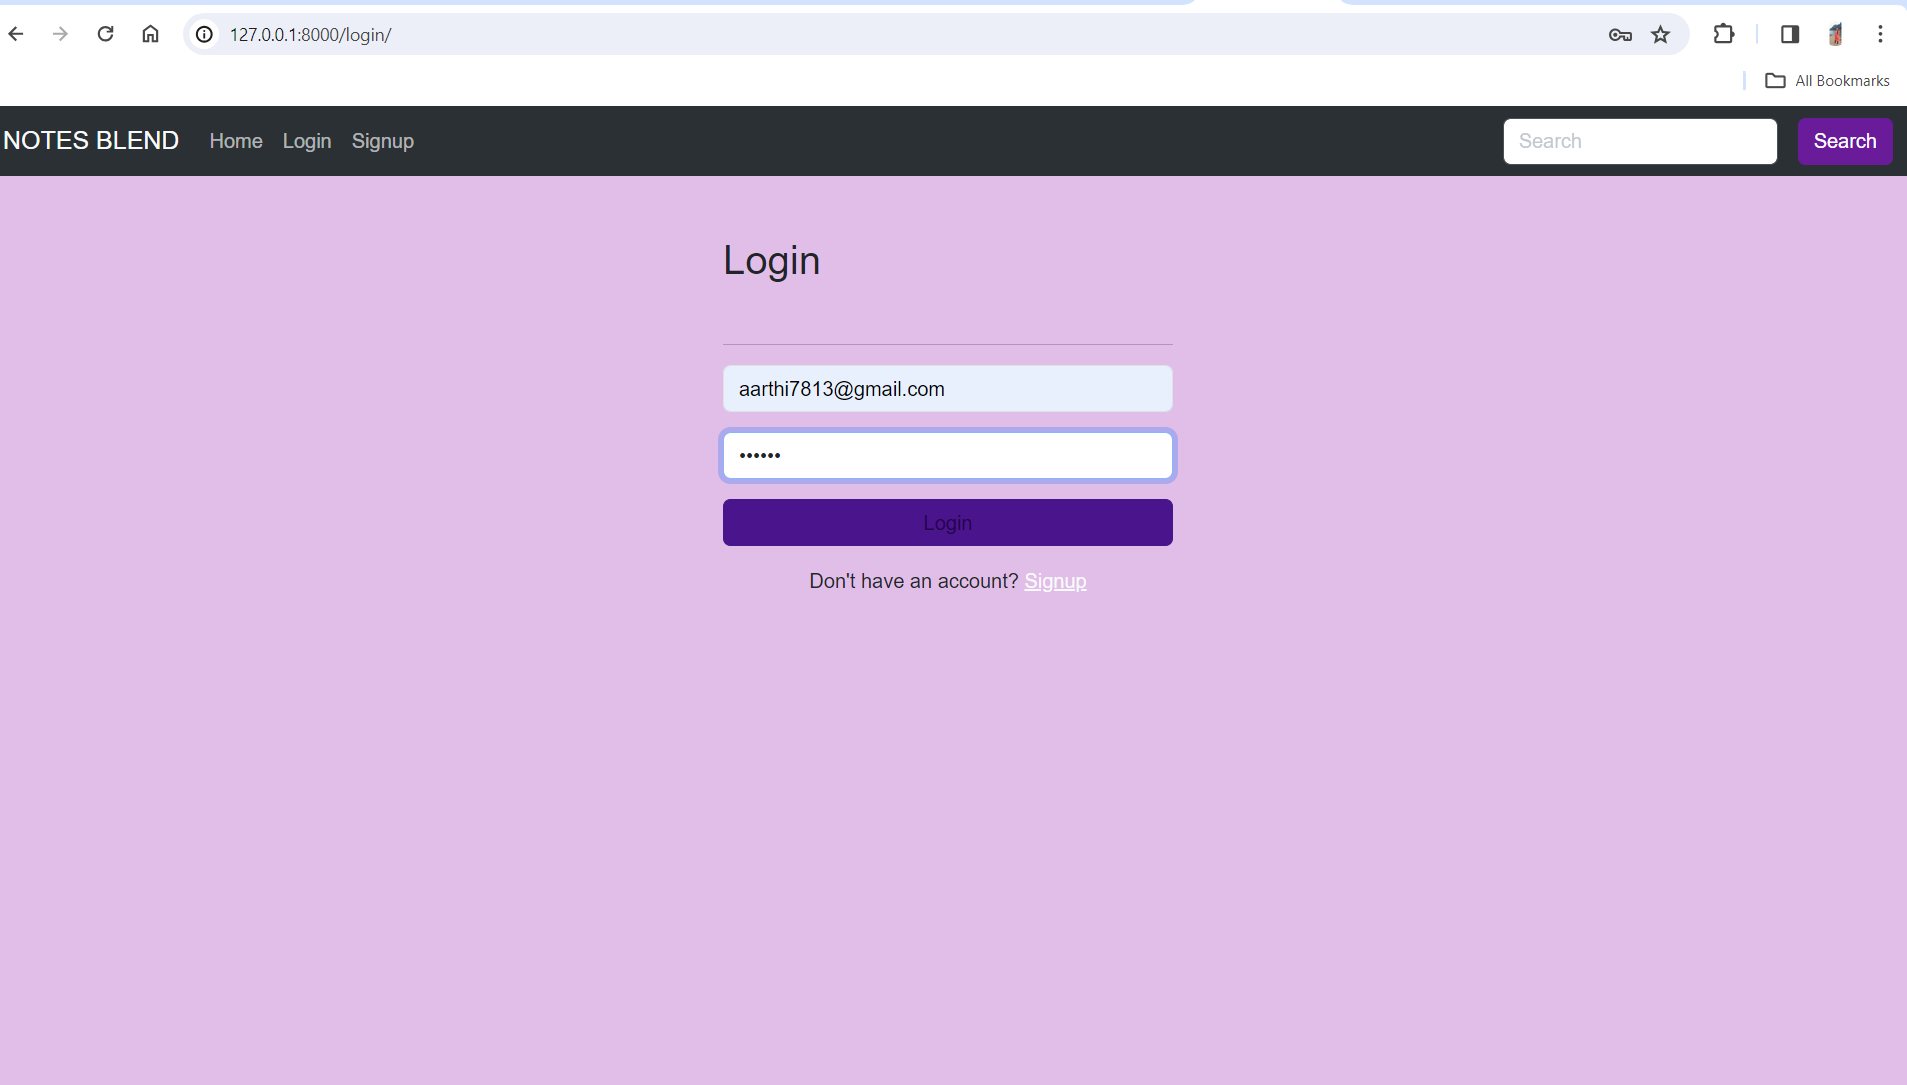 127.0.0.1:8000/login/
All Bookmarks
NOTES BLEND Home Login Signup Search Search
Login
aarthi7813@gmail.com
••••••
Login
Don't have an account? Signup